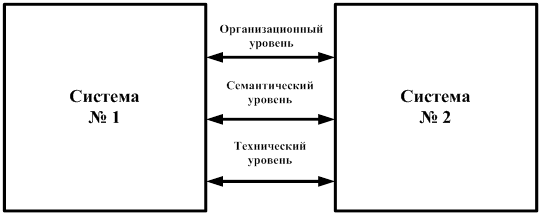 Система
№ 1
Организационный
уровень
Семантический
уровень
Технический
уровень
Система
№ 2